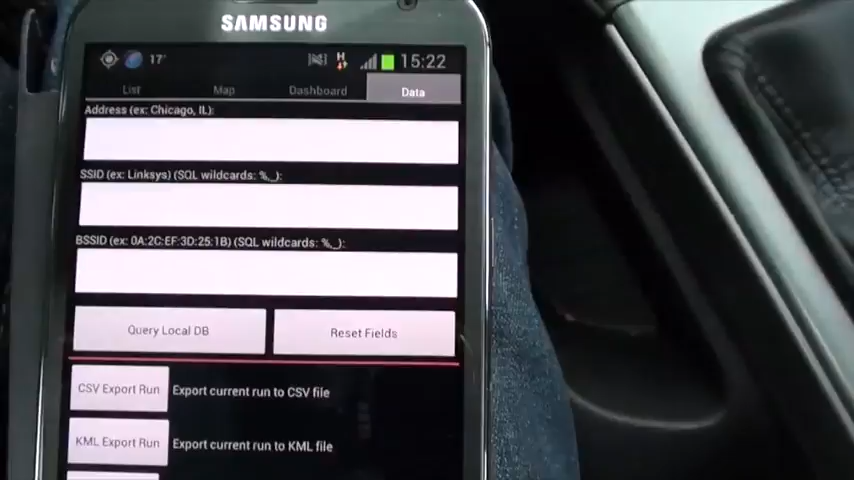 SAMSUNG
17° H 15:22
List Map Dashboard Data
Address (ex: Chicago, IL):
SSID (ex: Linksys) (SQL wildcards: %,_):
BSSID (ex: 0A:2C:EF:3D:25:1B) (SQL wildcards: %,_):
Query Local DB Reset Fields
CSV Export Run Export current run to CSV file
KML Export Run Export current run to KML file